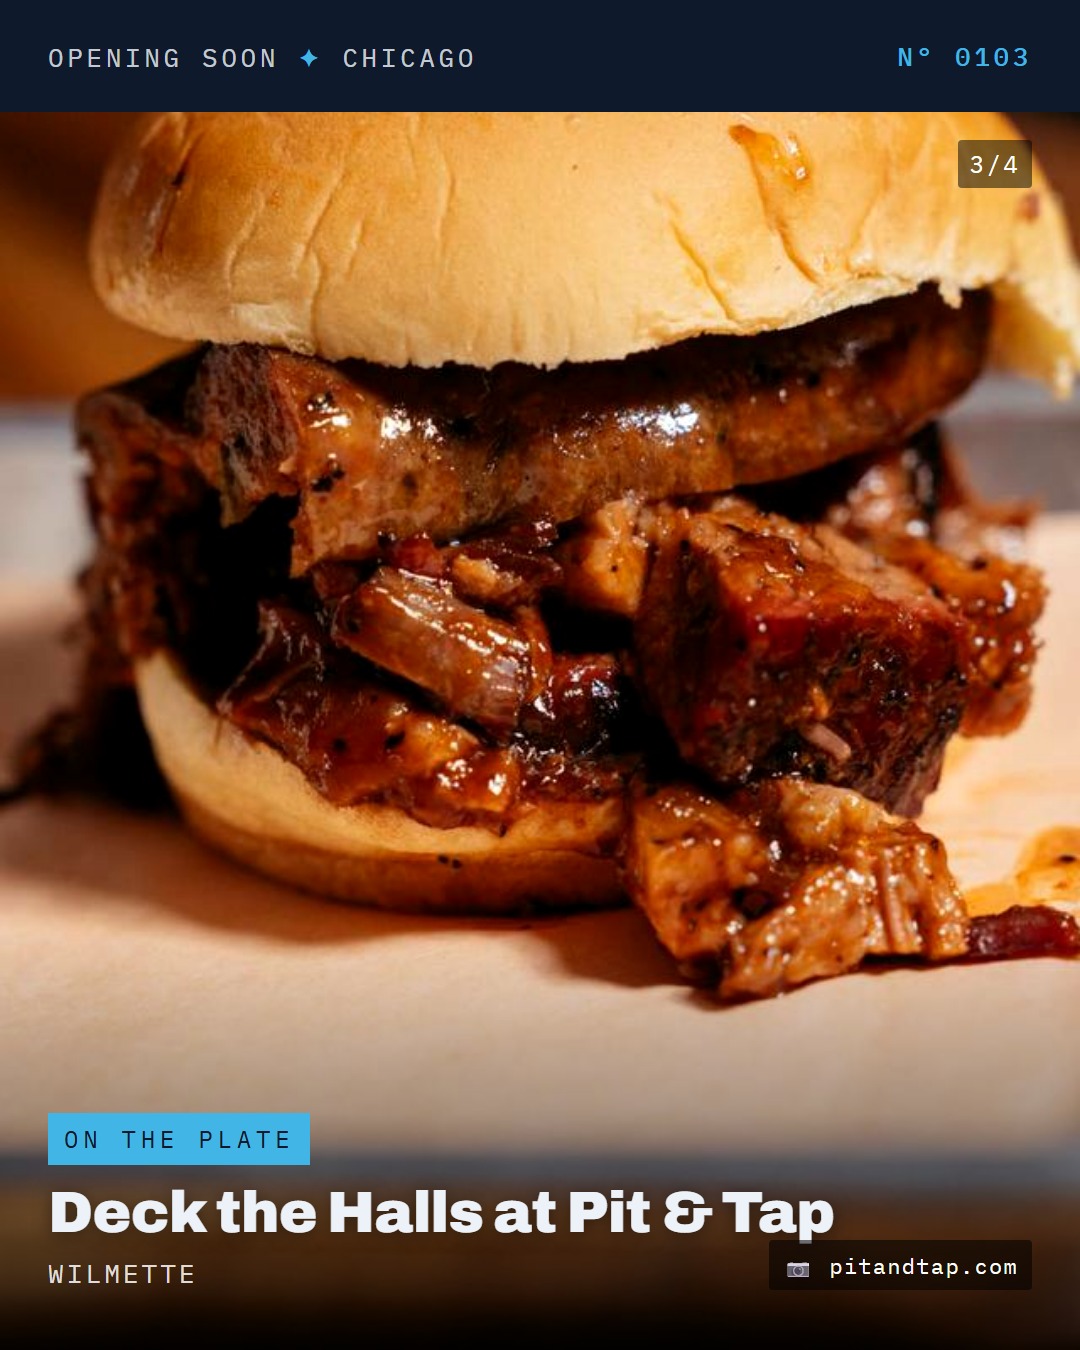 OPENING SOON ✦ CHICAGO
N° 0103
3/4
ON THE PLATE
Deck the Halls at Pit & Tap
WILMETTE
📷 pitandtap.com